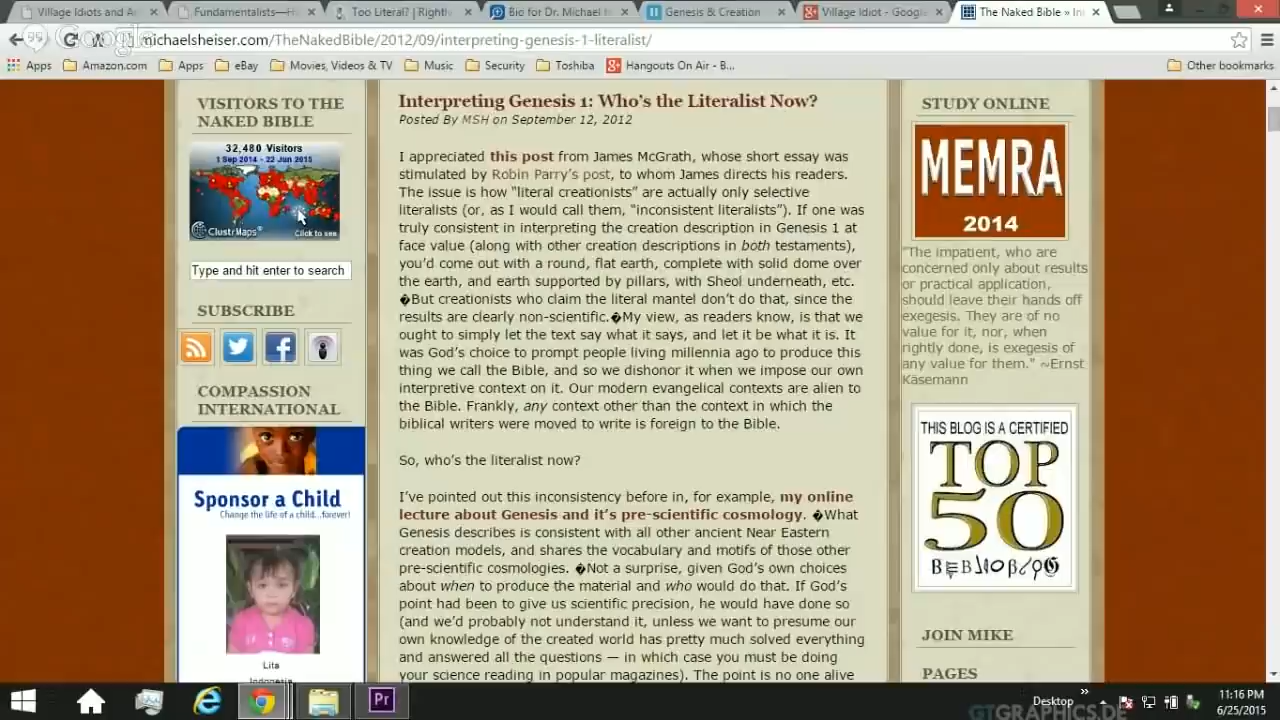 Village Idiots and An
Fundamentalists—H
Too Literal? | Rightl
Bio for Dr. Michael
Genesis & Creation
Village Idiot - Google
The Naked Bible » In
michaelsheiser.com/TheNakedBible/2012/09/interpreting-genesis-1-literalist/
Google
Apps
Amazon.com
Apps
eBay
Movies, Videos & TV
Music
Security
Toshiba
Hangouts On Air - B...
Other bookmarks
VISITORS TO THE
NAKED BIBLE
32,480 Visitors
1 Sep 2014 - 22 Jun 2015
ClustrMaps
Click to see
Type and hit enter to search
SUBSCRIBE
COMPASSION
INTERNATIONAL
Sponsor a Child
Change the life of a child...forever!
Lita
Indonesia
Interpreting Genesis 1: Who's the Literalist Now?
Posted By MSH on September 12, 2012
I appreciated this post from James McGrath, whose short essay was
stimulated by Robin Parry's post, to whom James directs his readers.
The issue is how "literal creationists" are actually only selective
literalists (or, as I would call them, "inconsistent literalists"). If one was
truly consistent in interpreting the creation description in Genesis 1 at
face value (along with other creation descriptions in both testaments),
you'd come out with a round, flat earth, complete with solid dome over
the earth, and earth supported by pillars, with Sheol underneath, etc.
�But creationists who claim the literal mantel don't do that, since the
results are clearly non-scientific.�My view, as readers know, is that we
ought to simply let the text say what it says, and let it be what it is. It
was God's choice to prompt people living millennia ago to produce this
thing we call the Bible, and so we dishonor it when we impose our own
interpretive context on it. Our modern evangelical contexts are alien to
the Bible. Frankly, any context other than the context in which the
biblical writers were moved to write is foreign to the Bible.
So, who's the literalist now?
I've pointed out this inconsistency before in, for example, my online
lecture about Genesis and it's pre-scientific cosmology. �What
Genesis describes is consistent with all other ancient Near Eastern
creation models, and shares the vocabulary and motifs of those other
pre-scientific cosmologies. �Not a surprise, given God's own choices
about when to produce the material and who would do that. If God's
point had been to give us scientific precision, he would have done so
(and we'd probably not understand it, unless we want to presume our
own knowledge of the created world has pretty much solved everything
and answered all the questions — in which case you must be doing
your science reading in popular magazines). The point is no one alive
STUDY ONLINE
MEMRA
2014
"The impatient, who are
concerned only about results
or practical application,
should leave their hands off
exegesis. They are of no
value for it, nor, when
rightly done, is exegesis of
any value for them." ~Ernst
Käsemann
THIS BLOG IS A CERTIFIED
TOP
50
JOIN MIKE
PAGES
Pr
Desktop
11:16 PM
6/25/2015
GTGRAPHICS.DE